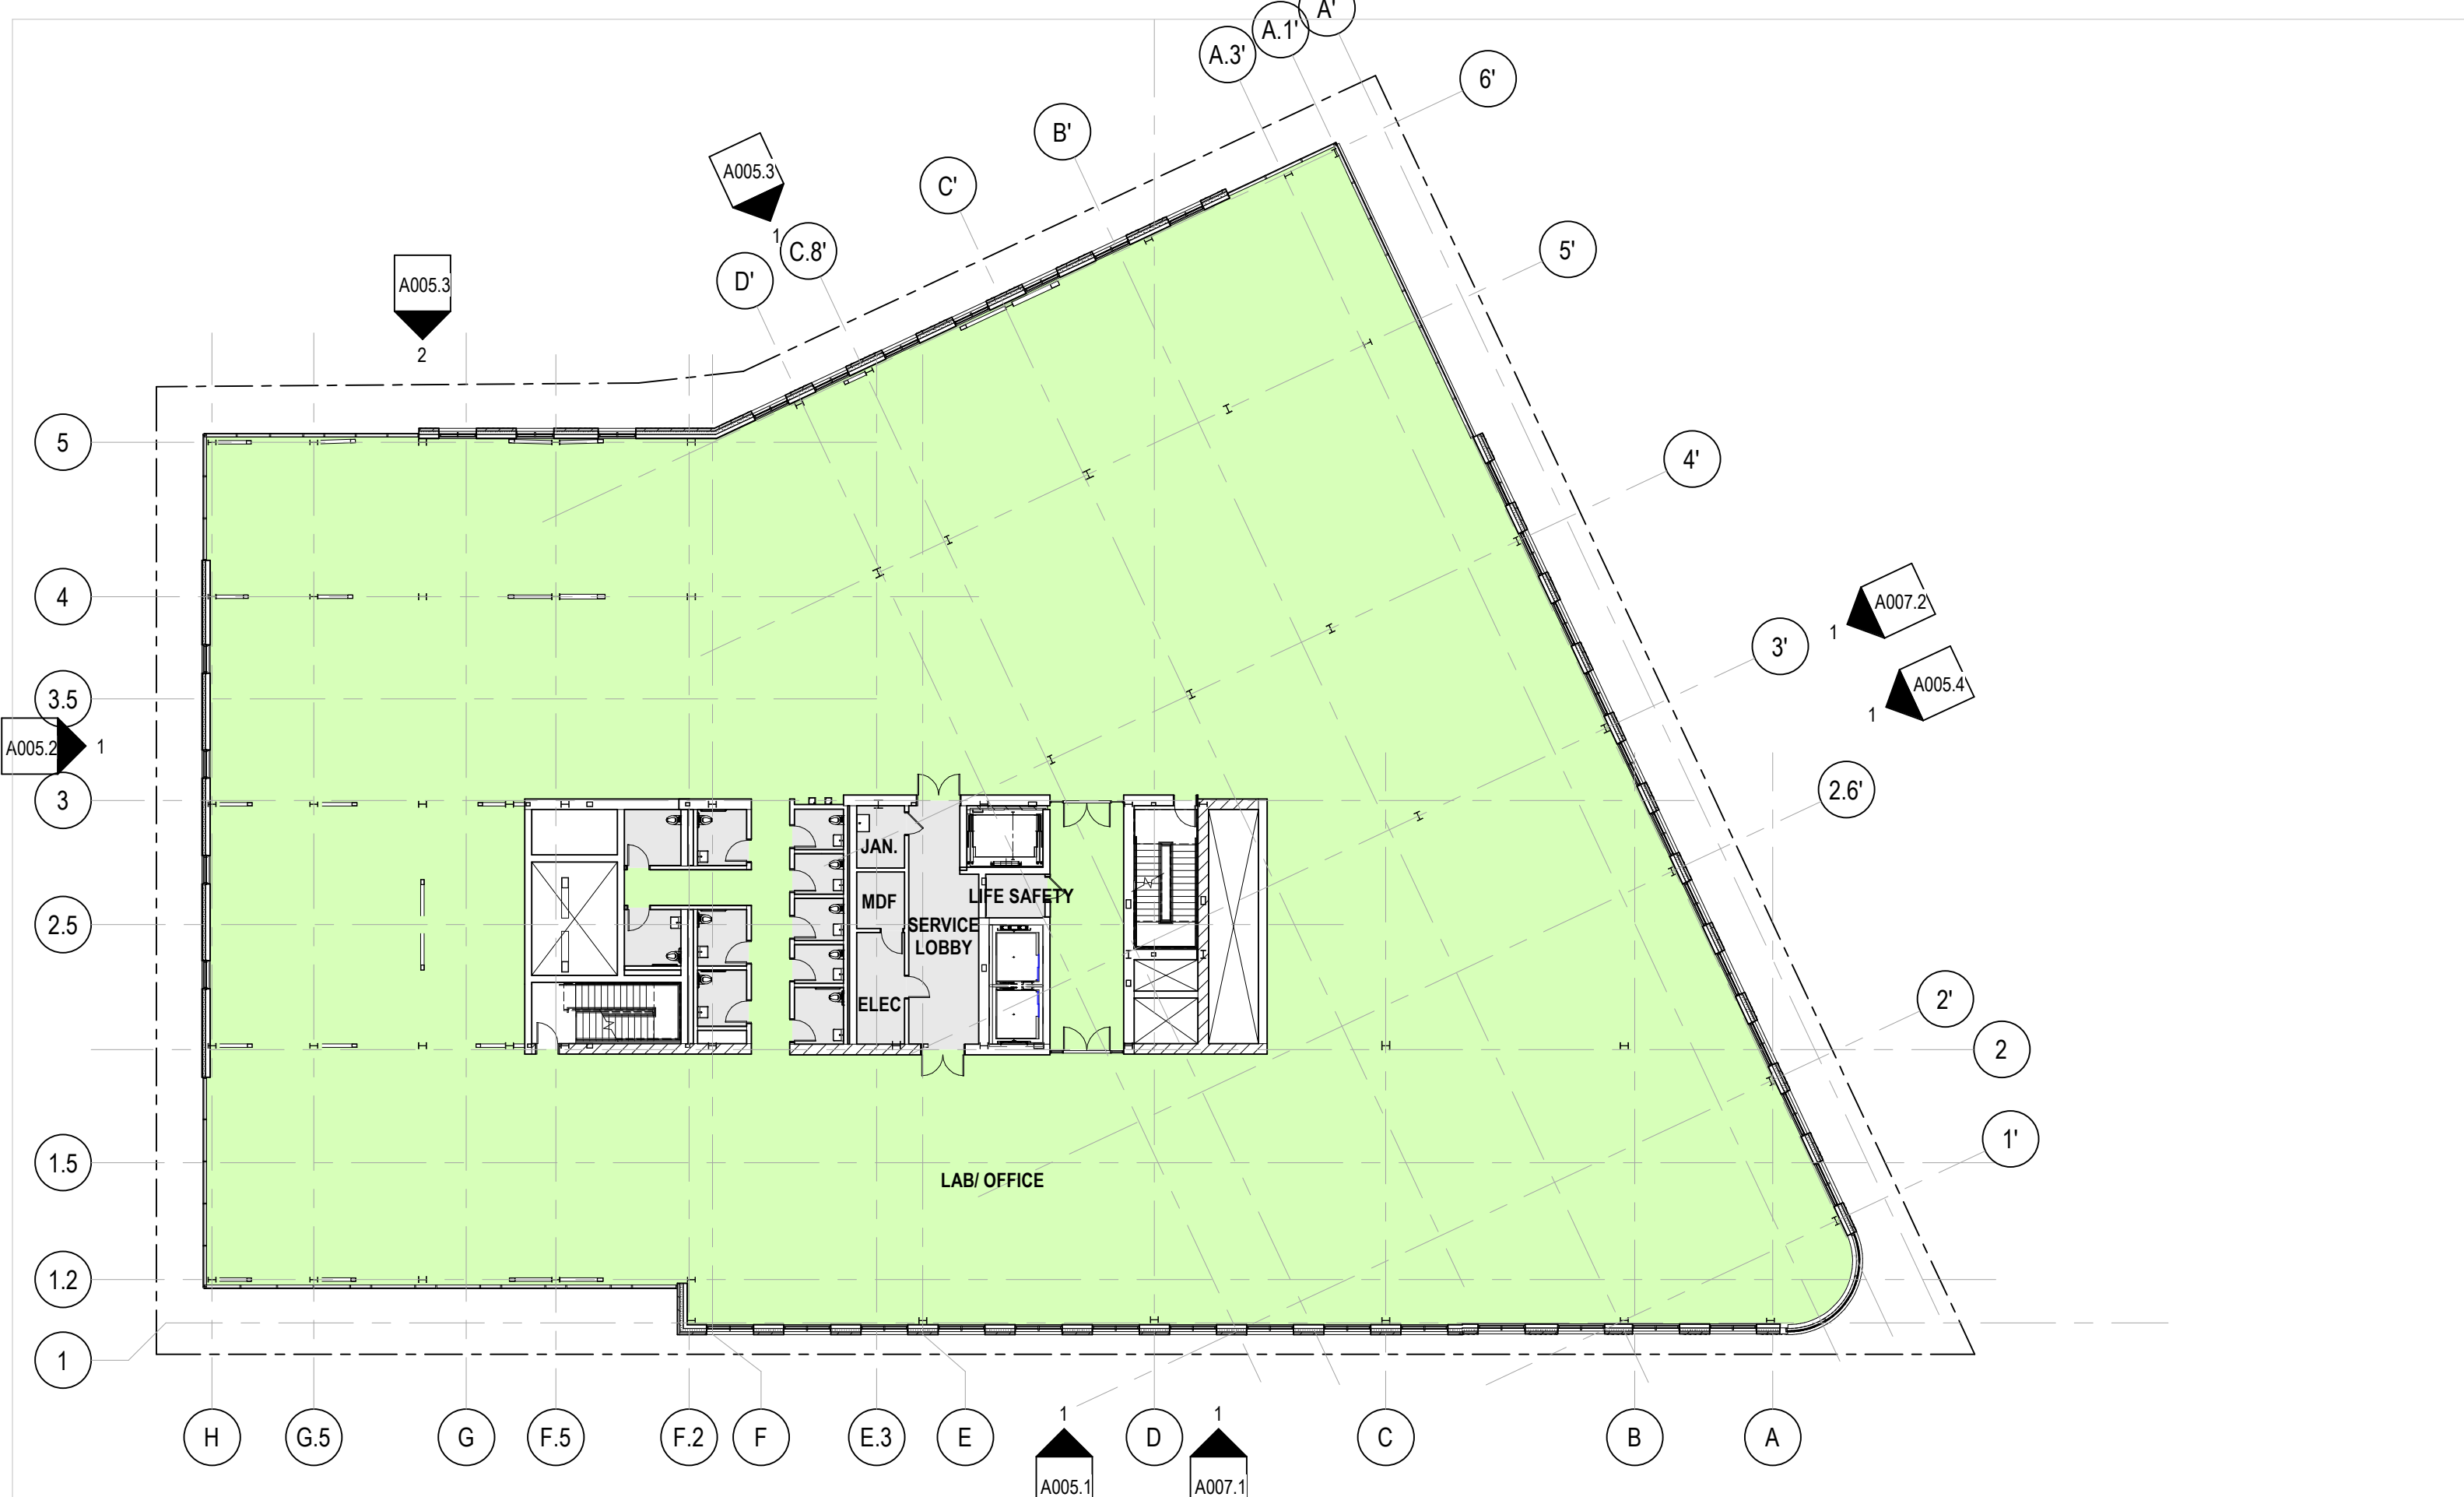 A'
A.1'
A.3'
6'
B'
A005.3
1
C'
5'
C.8'
D'
A005.3
2
5
4'
4
A007.2
1
3'
A005.4
1
3.5
A005.2
1
3
2.6'
JAN.
LIFE SAFETY
MDF
2.5
SERVICE
LOBBY
ELEC
2'
2
1'
1.5
LAB/ OFFICE
1.2
1
H
G.5
G
F.5
F.2
F
E.3
E
D
C
B
A
1
A005.1
1
A007.1